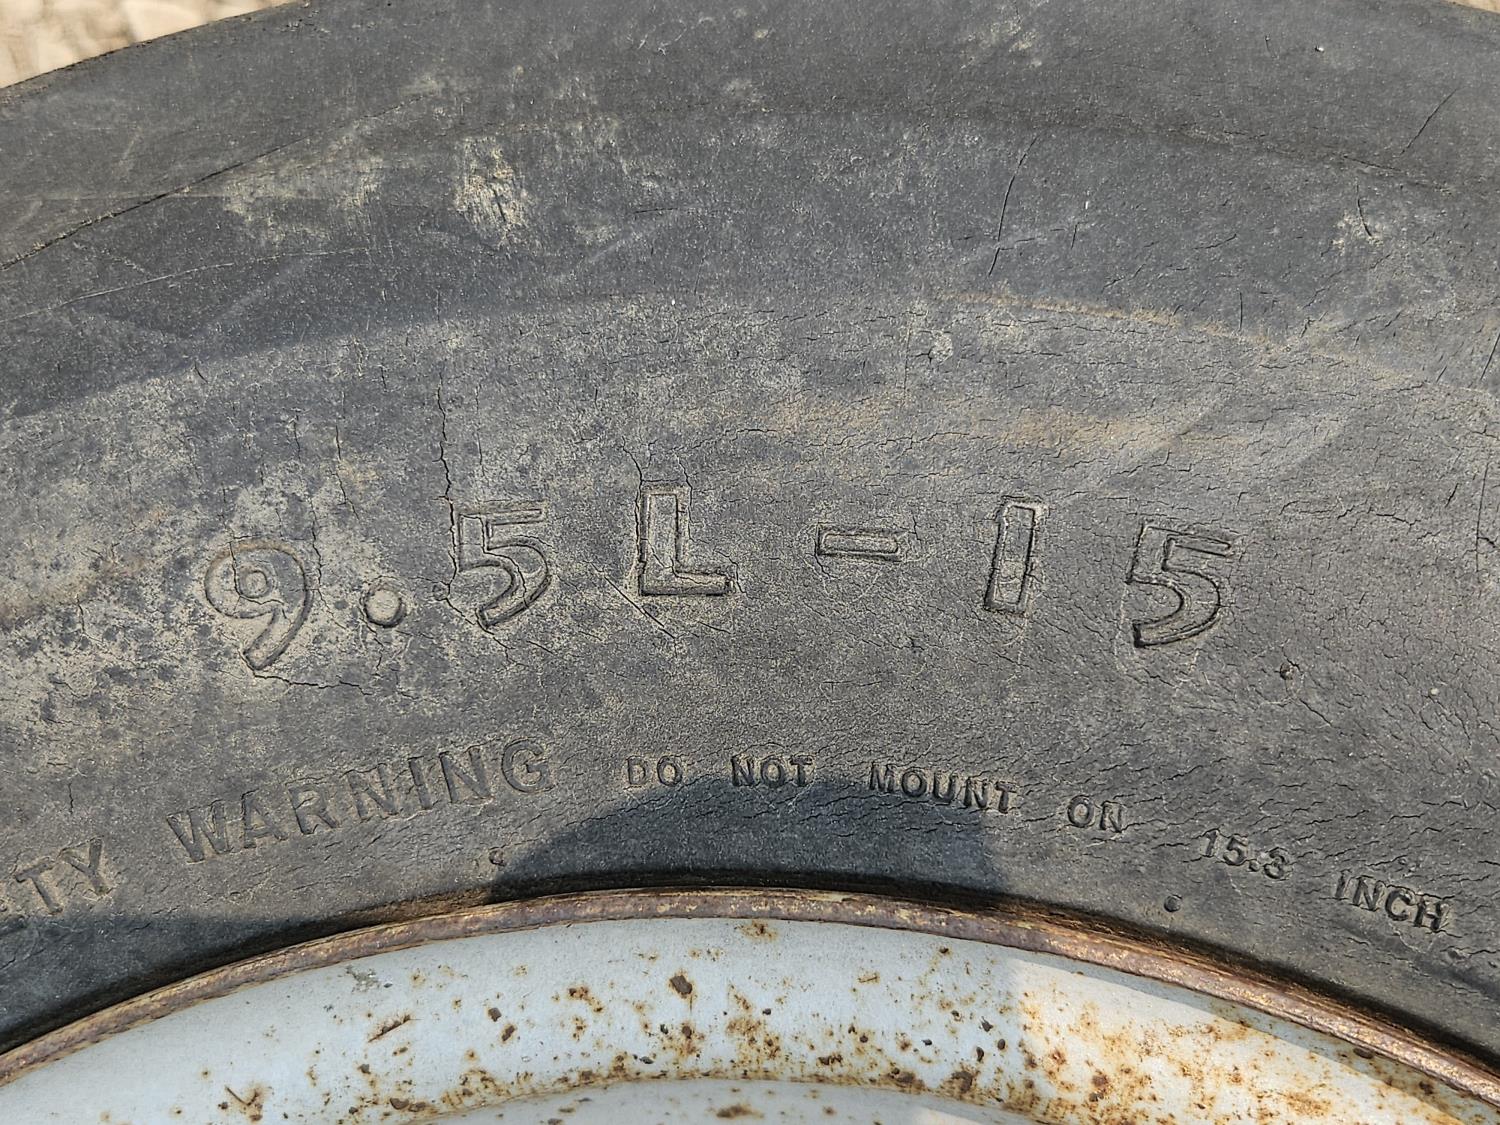 9.5L-15
WARNING DO NOT MOUNT ON 15.3 INCH